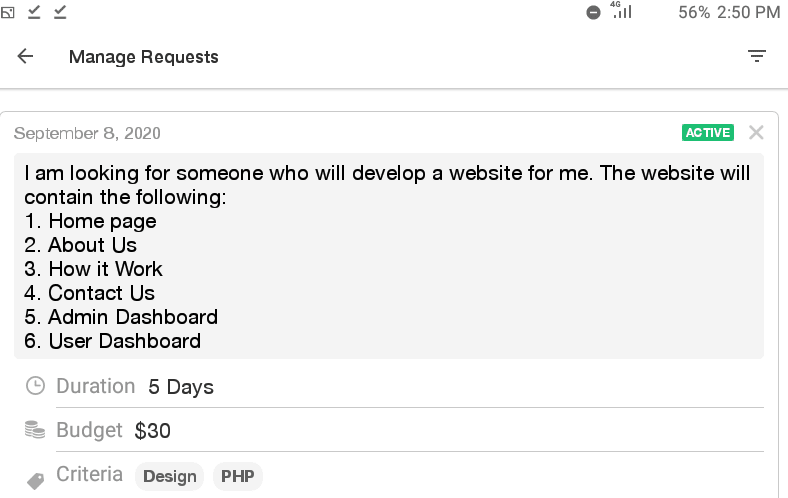 4G 56% 2:50 PM
Manage Requests
September 8, 2020 ACTIVE
I am looking for someone who will develop a website for me. The website will
contain the following:
1. Home page
2. About Us
3. How it Work
4. Contact Us
5. Admin Dashboard
6. User Dashboard
Duration 5 Days
Budget $30
Criteria Design PHP